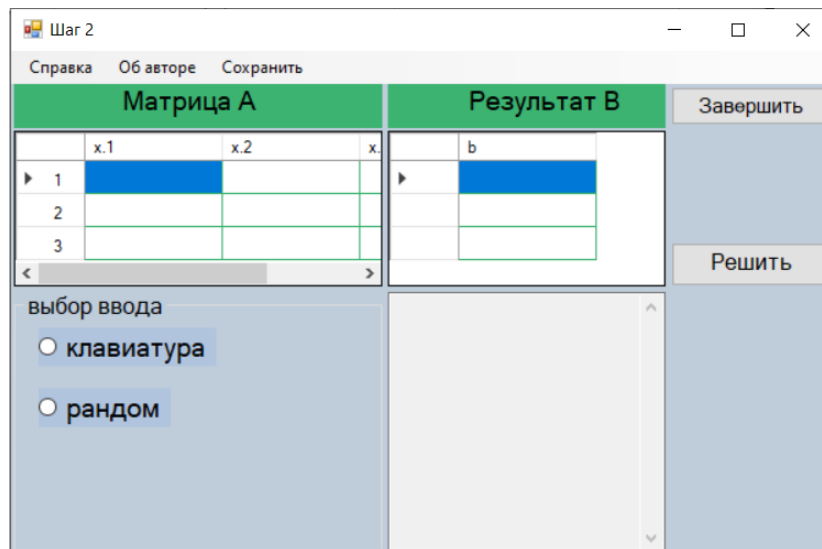 Шаг 2
Справка Об авторе Сохранить
Матрица А Результат В Завершить
x.1 x.2 x. b
1
2
3
Решить
выбор ввода
клавиатура
рандом